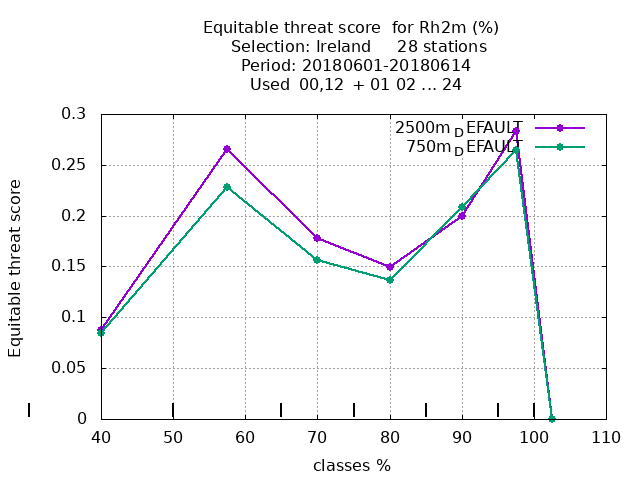 Equitable threat score  for Rh2m (%)
Selection: Ireland     28 stations
Period: 20180601-20180614
Used  00,12  + 01 02 ... 24
2500m_DEFAULT
750m_DEFAULT
Equitable threat score
0.3
0.25
0.2
0.15
0.1
0.05
0
40 50 60 70 80 90 100 110
classes %